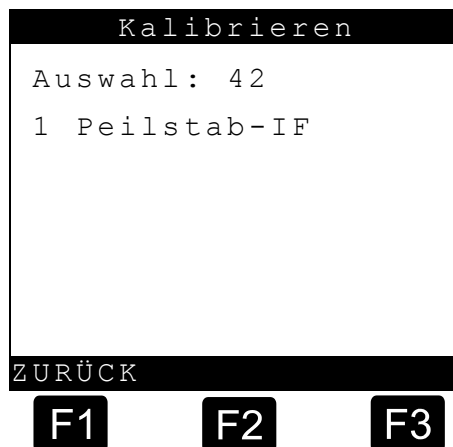 Kalibrieren
Auswahl: 42
1 Peilstab-IF
ZURÜCK
F1 F2 F3